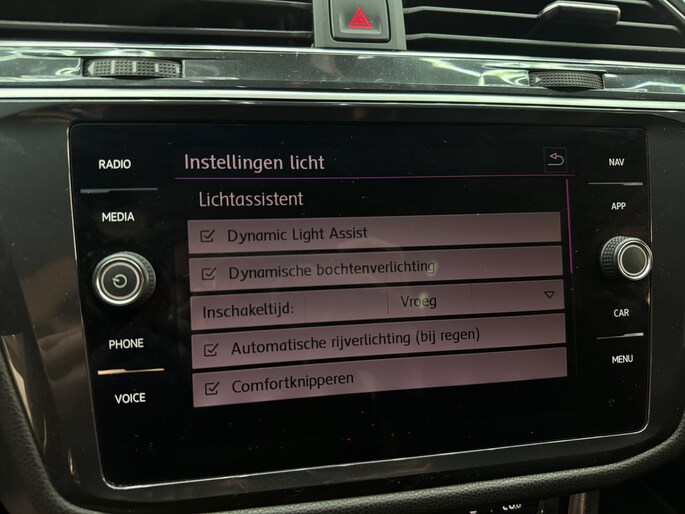 RADIO
MEDIA
PHONE
VOICE
Instellingen licht
Lichtassistent
Dynamic Light Assist
Dynamische bochtenverlichting
Inschakeltijd: Vroeg
Automatische rijverlichting (bij regen)
Comfortknipperen
NAV
APP
CAR
MENU